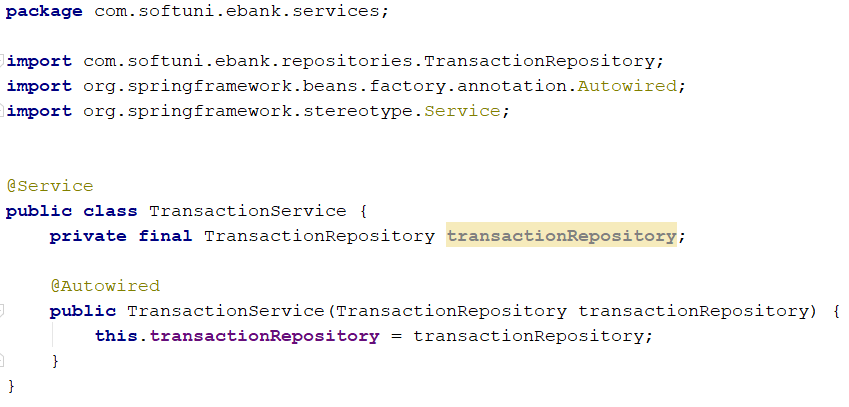 package com.softuni.ebank.services;
import com.softuni.ebank.repositories.TransactionRepository;
import org.springframework.beans.factory.annotation.Autowired;
import org.springframework.stereotype.Service;
@Service
public class TransactionService {
    private final TransactionRepository transactionRepository;
    @Autowired
    public TransactionService(TransactionRepository transactionRepository) {
        this.transactionRepository = transactionRepository;
    }
}